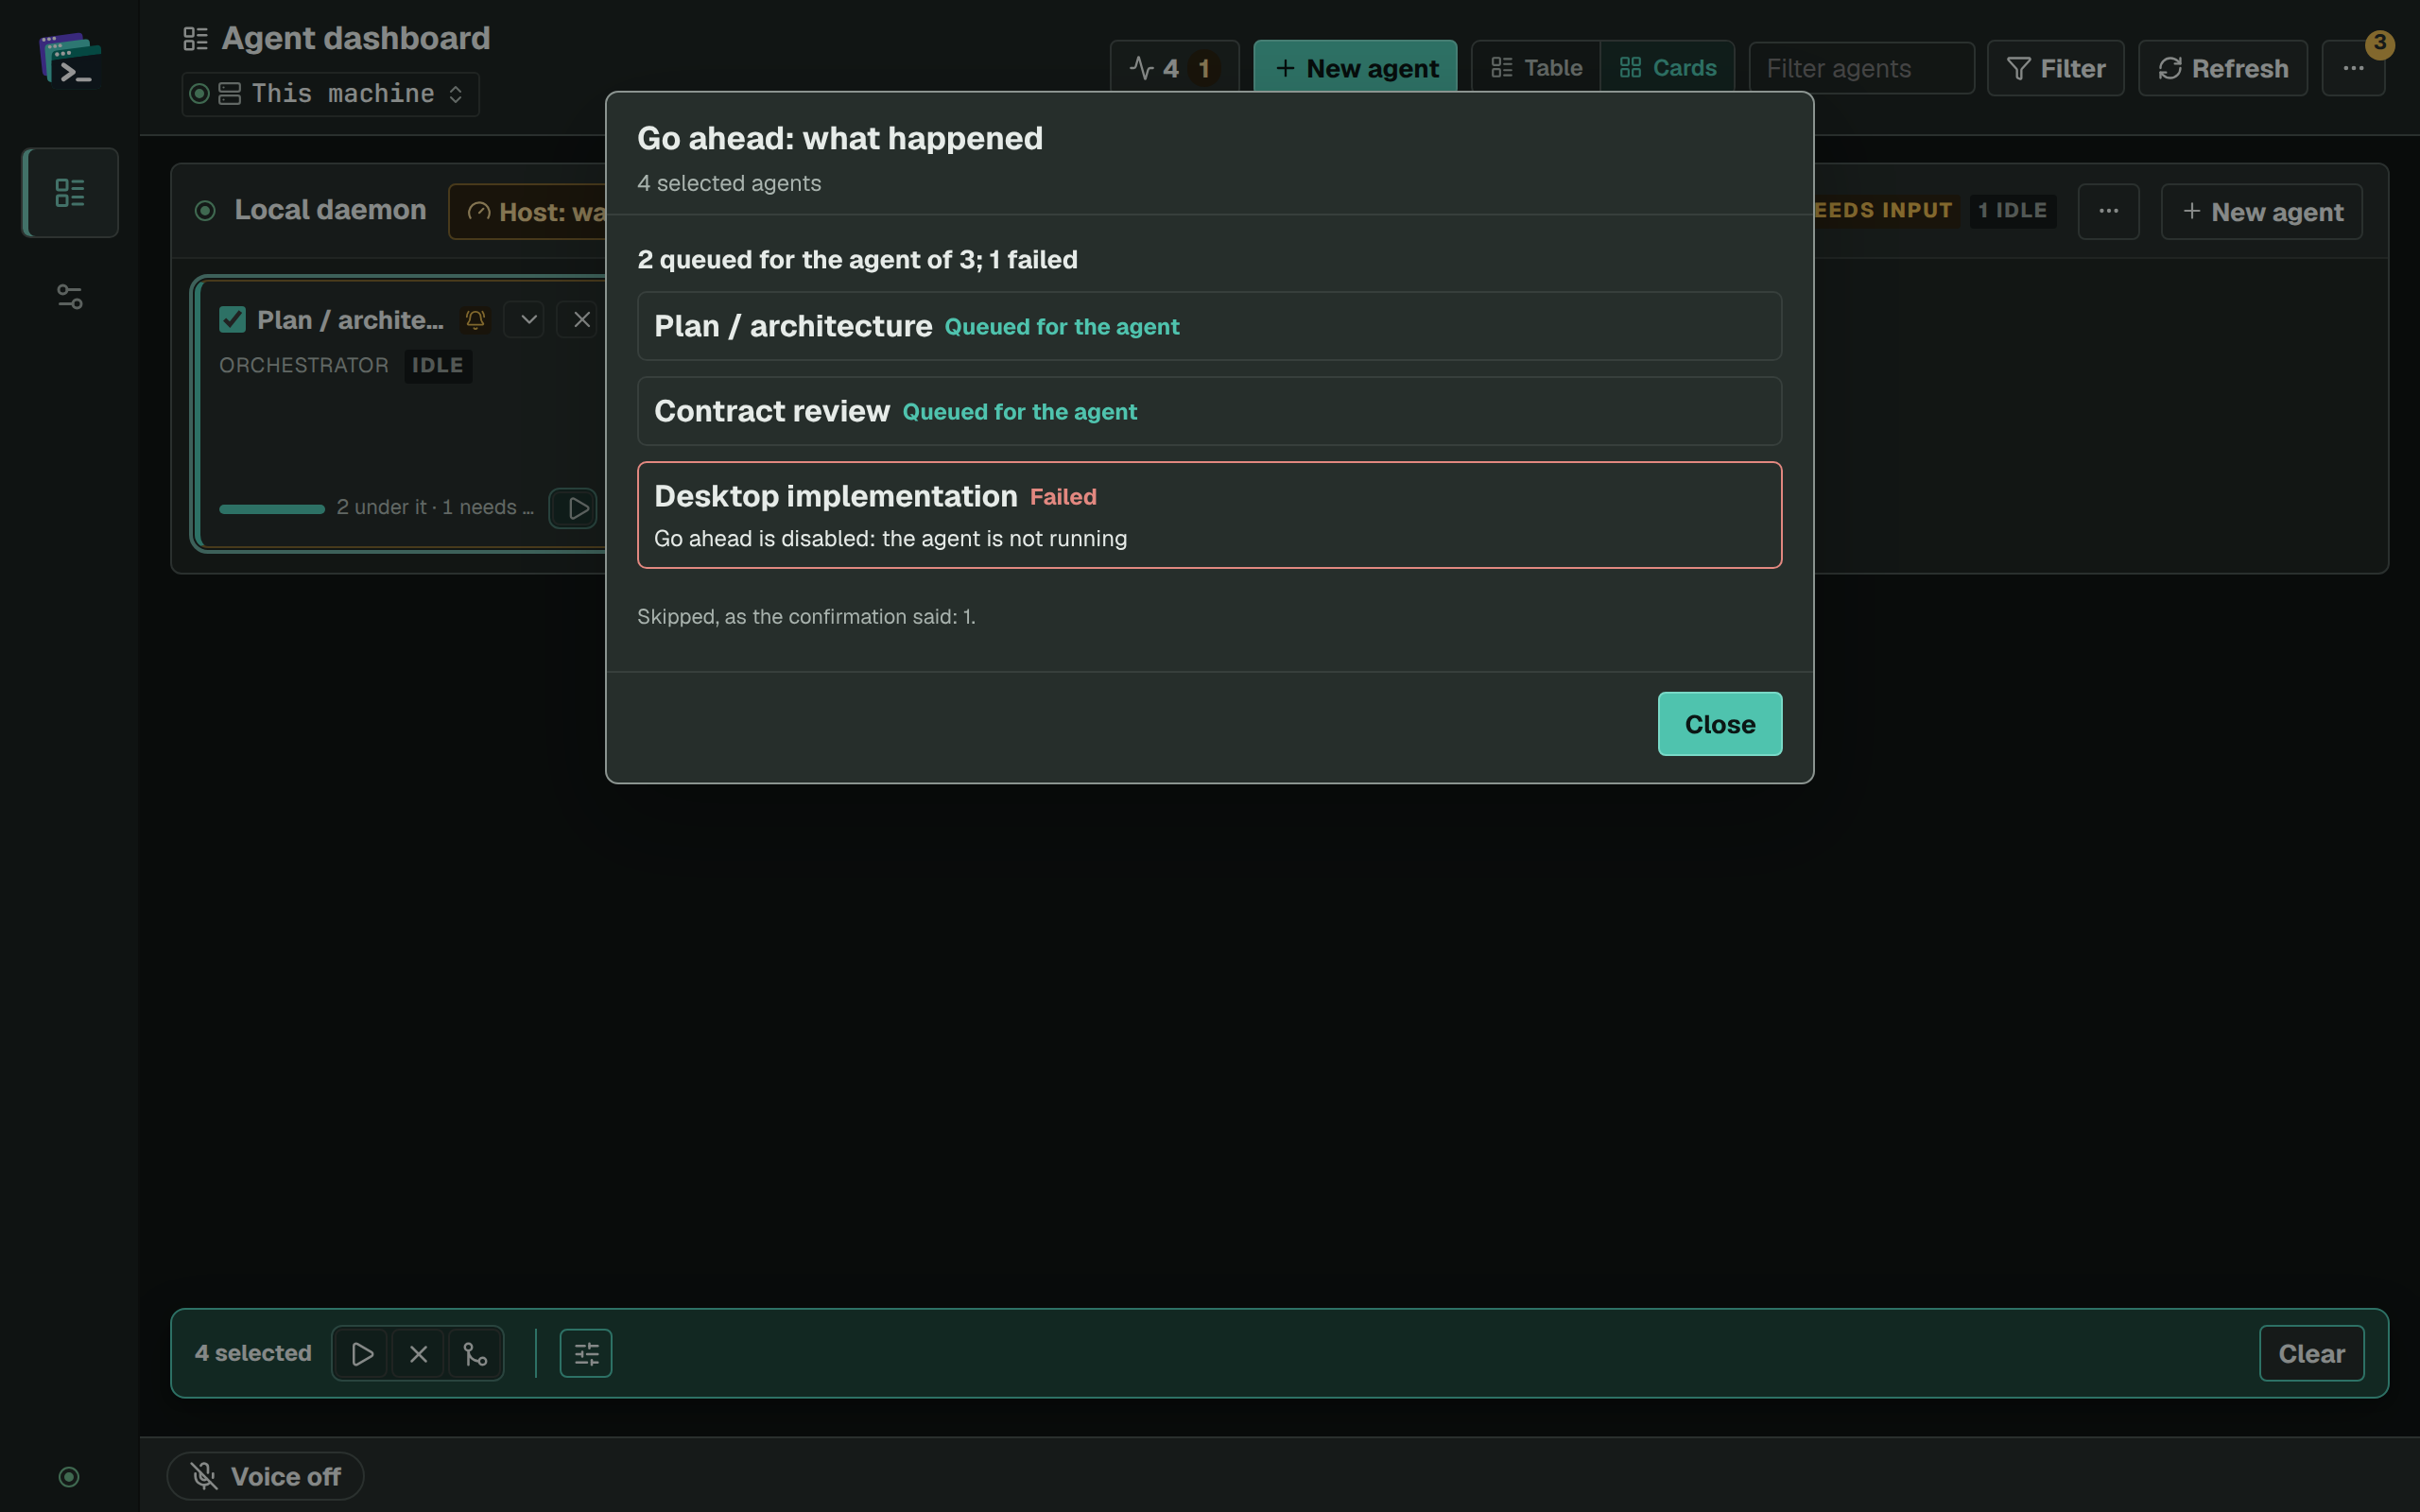 Agent dashboard
This machine
4 1
+ New agent
Table
Cards
Filter agents
Filter
Refresh
3
Local daemon
Host: wa
EEDS INPUT
1 IDLE
+ New agent
Plan / archite...
ORCHESTRATOR
IDLE
2 under it · 1 needs ...
Go ahead: what happened
4 selected agents
2 queued for the agent of 3; 1 failed
Plan / architecture Queued for the agent
Contract review Queued for the agent
Desktop implementation Failed
Go ahead is disabled: the agent is not running
Skipped, as the confirmation said: 1.
Close
4 selected
Clear
Voice off